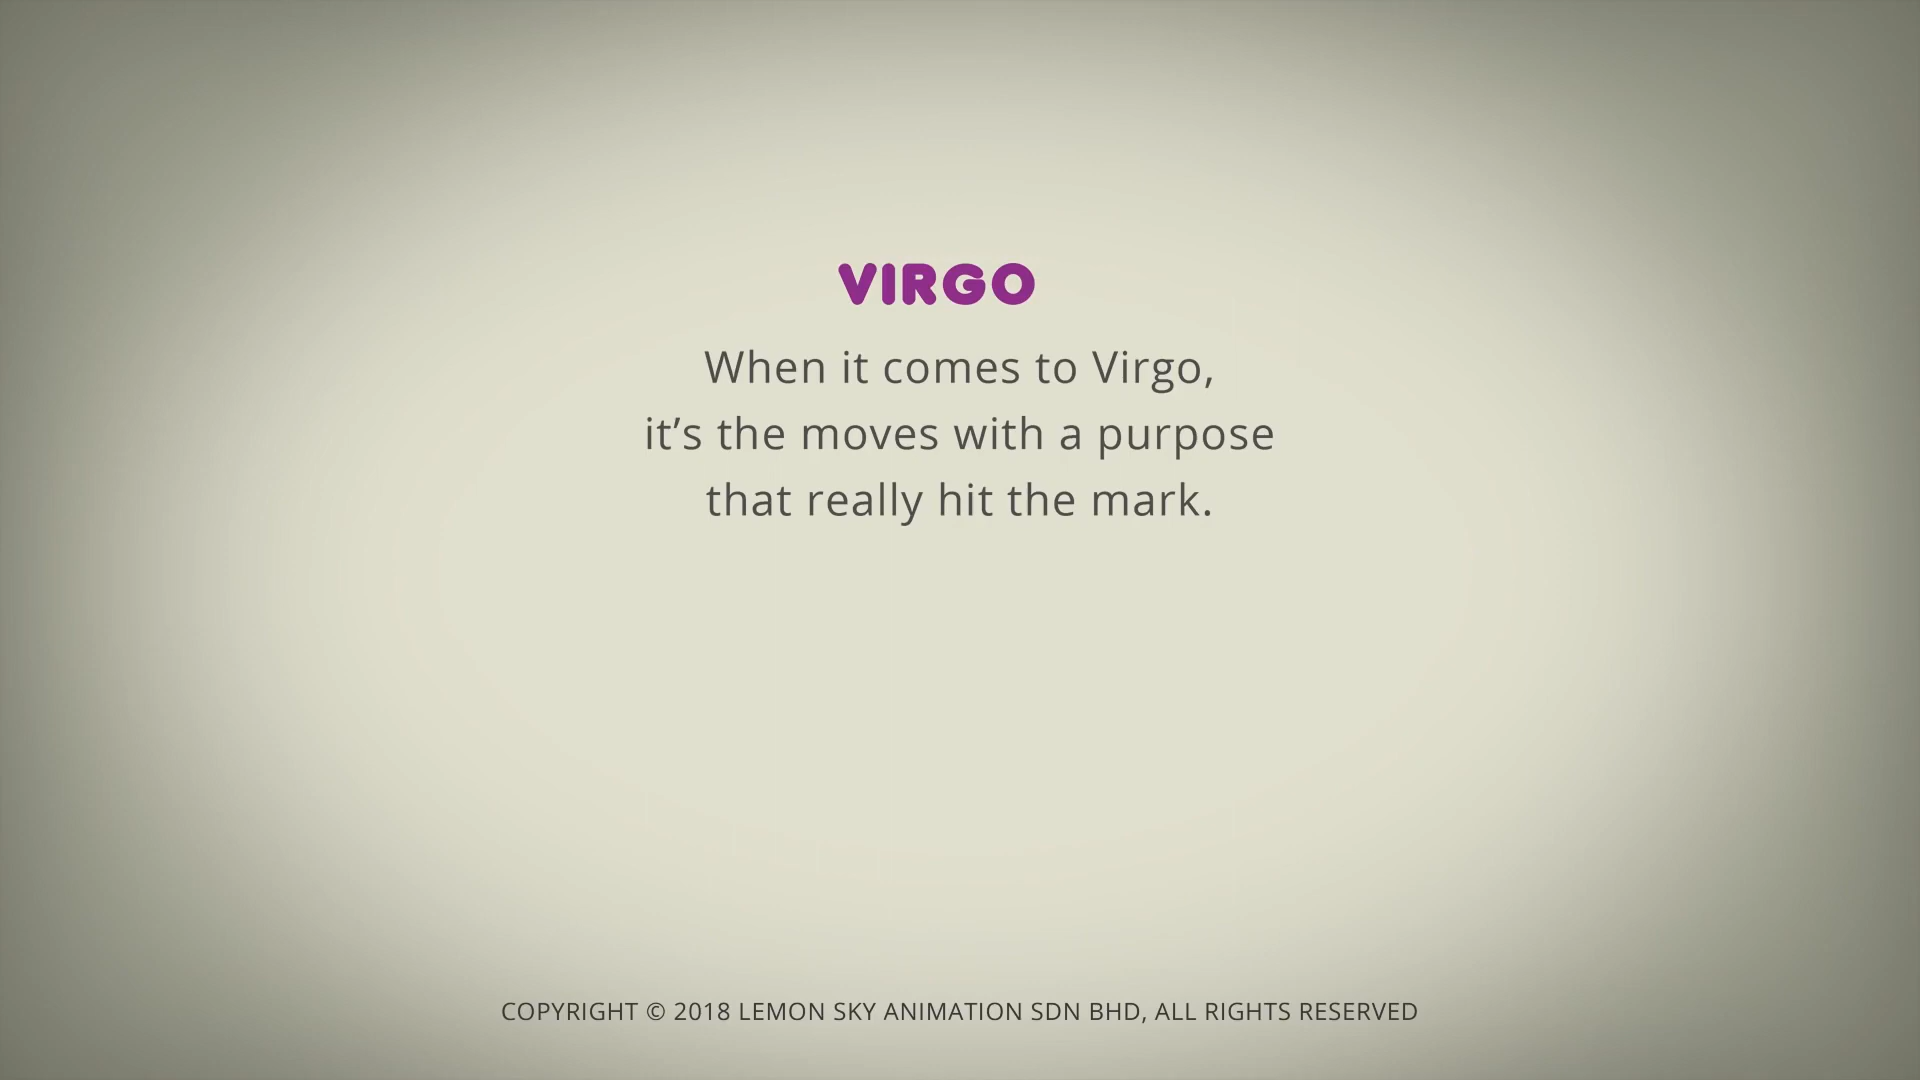 VIRGO
When it comes to Virgo,
it’s the moves with a purpose
that really hit the mark.
COPYRIGHT © 2018 LEMON SKY ANIMATION SDN BHD, ALL RIGHTS RESERVED